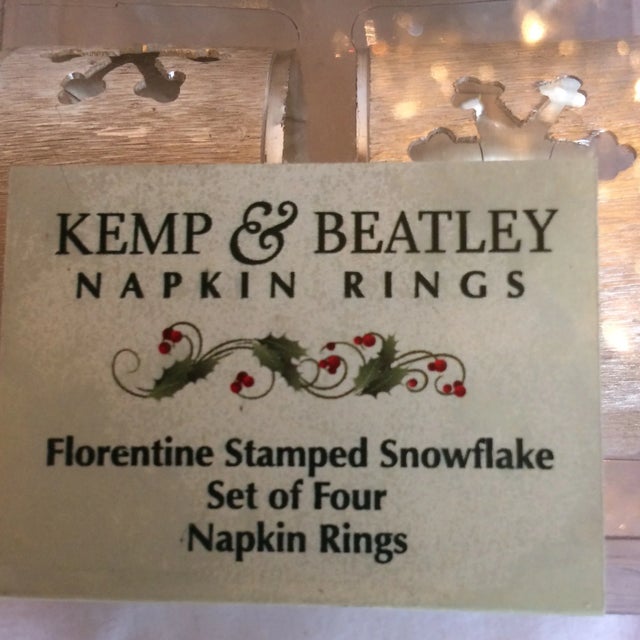 KEMP & BEATLEY
NAPKIN RINGS
Florentine Stamped Snowflake
Set of Four
Napkin Rings